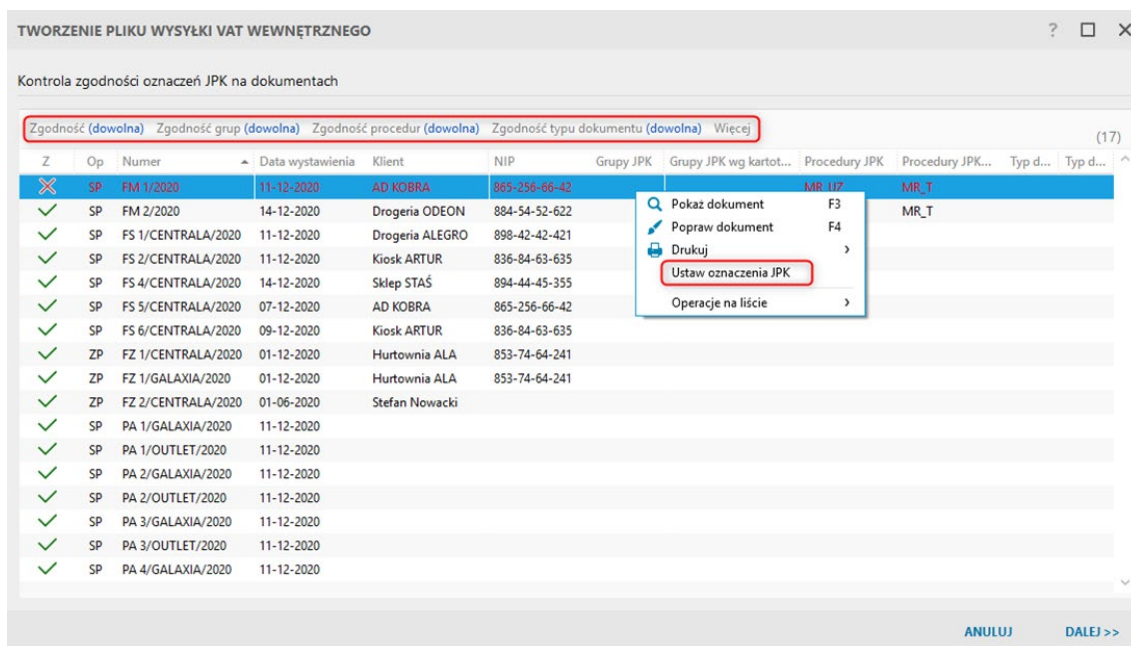 TWORZENIE PLIKU WYSYŁKI VAT WEWNĘTRZNEGO ?
Kontrola zgodności oznaczeń JPK na dokumentach
Zgodność (dowolna) Zgodność grup (dowolna) Zgodność procedur (dowolna) Zgodność typu dokumentu (dowolna) Więcej
(17)
Z Op Numer Data wystawienia Klient NIP Grupy JPK Grupy JPK wg kartot... Procedury JPK Procedury JPK... Typ d... Typ d...
SP FM 1/2020 11-12-2020 AD KOBRA 865-256-66-42 MR_UZ MR_T
SP FM 2/2020 14-12-2020 Drogeria ODEON 884-54-52-622 MR_T
SP FS 1/CENTRALA/2020 11-12-2020 Drogeria ALEGRO 898-42-42-421
SP FS 2/CENTRALA/2020 11-12-2020 Kiosk ARTUR 836-84-63-635
SP FS 4/CENTRALA/2020 14-12-2020 Sklep STAŚ 894-44-45-355
SP FS 5/CENTRALA/2020 07-12-2020 AD KOBRA 865-256-66-42
SP FS 6/CENTRALA/2020 09-12-2020 Kiosk ARTUR 836-84-63-635
ZP FZ 1/CENTRALA/2020 01-12-2020 Hurtownia ALA 853-74-64-241
ZP FZ 1/GALAXIA/2020 01-12-2020 Hurtownia ALA 853-74-64-241
ZP FZ 2/CENTRALA/2020 01-06-2020 Stefan Nowacki
SP PA 1/GALAXIA/2020 11-12-2020
SP PA 1/OUTLET/2020 11-12-2020
SP PA 2/GALAXIA/2020 11-12-2020
SP PA 2/OUTLET/2020 11-12-2020
SP PA 3/GALAXIA/2020 11-12-2020
SP PA 3/OUTLET/2020 11-12-2020
SP PA 4/GALAXIA/2020 11-12-2020
Pokaż dokument F3
Popraw dokument F4
Drukuj
Ustaw oznaczenia JPK
Operacje na liście
ANULUJ DALEJ >>